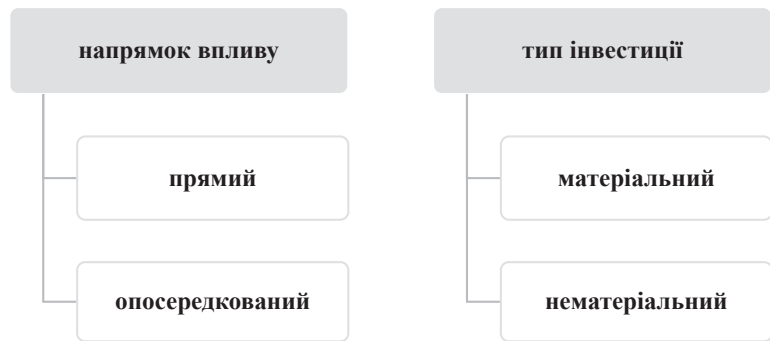 напрямок впливу
прямий
опосередкований
тип інвестиції
матеріальний
нематеріальний